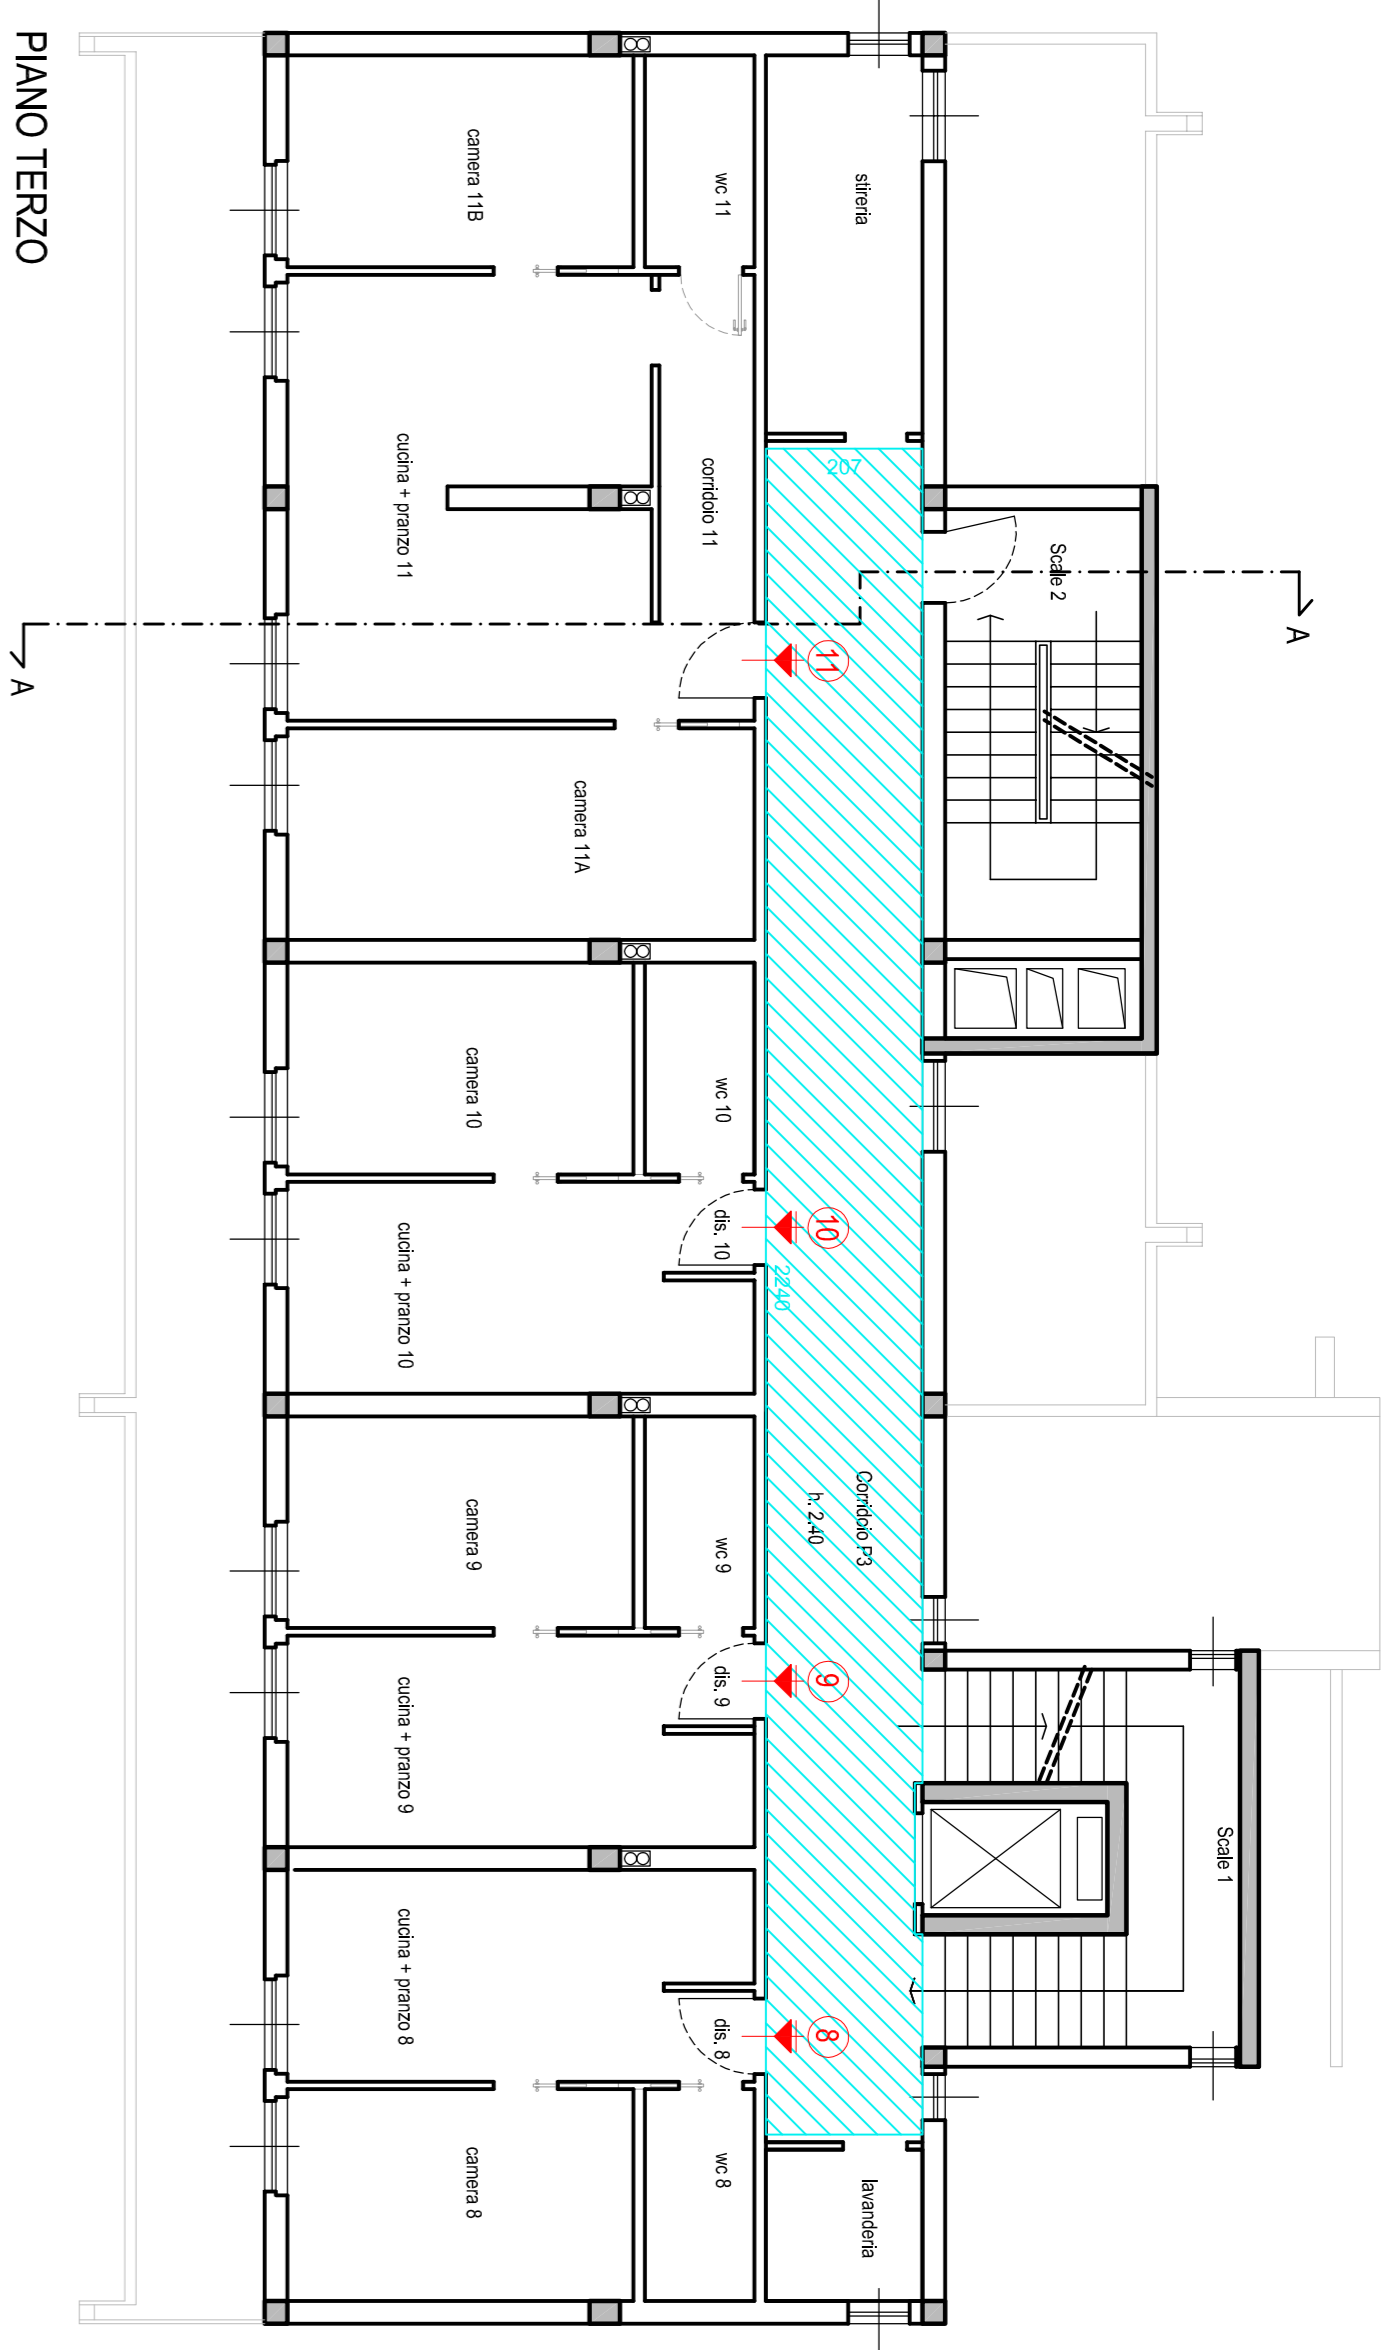 PIANO TERZO
A
A
Scale 2
Scale 1
stireria
207
11
10
2240
Corridoio P3
h. 2,40
9
8
lavanderia
wc 11
corridoio 11
wc 10
dis. 10
wc 9
dis. 9
dis. 8
wc 8
camera 11B
cucina + pranzo 11
camera 11A
camera 10
cucina + pranzo 10
camera 9
cucina + pranzo 9
cucina + pranzo 8
camera 8